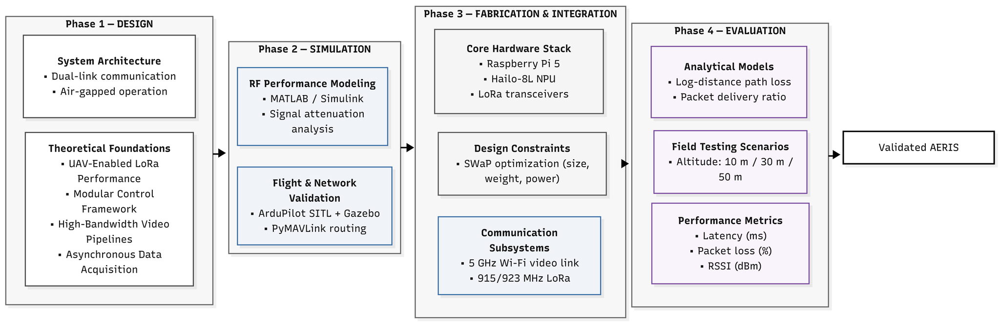 Phase 1 – DESIGN
System Architecture
▪ Dual-link communication
▪ Air-gapped operation
Theoretical Foundations
▪ UAV-Enabled LoRa
Performance
▪ Modular Control
Framework
▪ High-Bandwidth Video
Pipelines
▪ Asynchronous Data
Acquisition
Phase 2 – SIMULATION
RF Performance Modeling
▪ MATLAB / Simulink
▪ Signal attenuation
analysis
Flight & Network
Validation
▪ ArduPilot SITL + Gazebo
▪ PyMAVLink routing
Phase 3 – FABRICATION & INTEGRATION
Core Hardware Stack
▪ Raspberry Pi 5
▪ Hailo-8L NPU
▪ LoRa transceivers
Design Constraints
▪ SWaP optimization (size,
weight, power)
Communication
Subsystems
▪ 5 GHz Wi-Fi video link
▪ 915/923 MHz LoRa
Phase 4 – EVALUATION
Analytical Models
▪ Log-distance path loss
▪ Packet delivery ratio
Field Testing Scenarios
▪ Altitude: 10 m / 30 m /
50 m
Performance Metrics
▪ Latency (ms)
▪ Packet loss (%)
▪ RSSI (dBm)
Validated AERIS